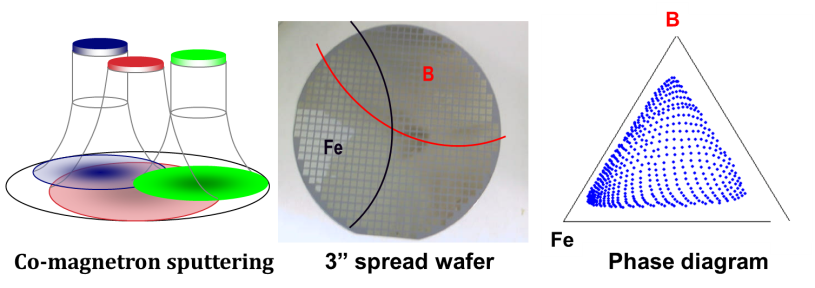 B
B
Fe
Fe
Co-magnetron sputtering
3” spread wafer
Phase diagram